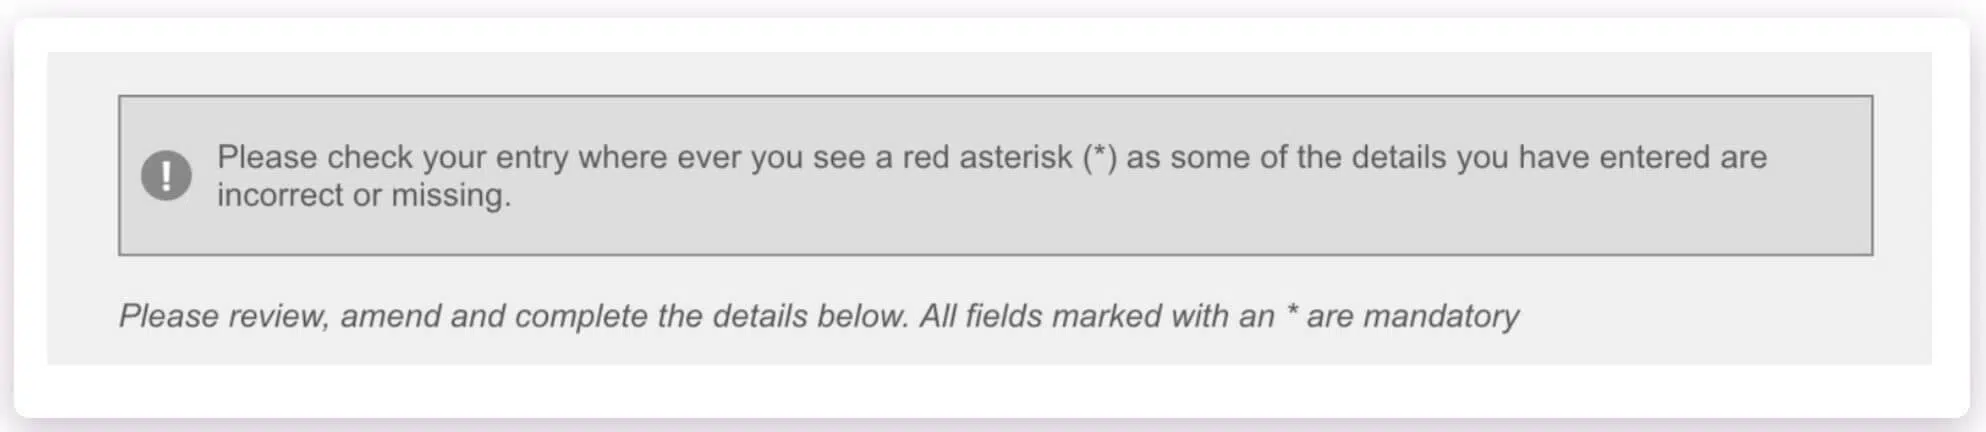 Please check your entry where ever you see a red asterisk (*) as some of the details you have entered are
incorrect or missing.
Please review, amend and complete the details below. All fields marked with an * are mandatory